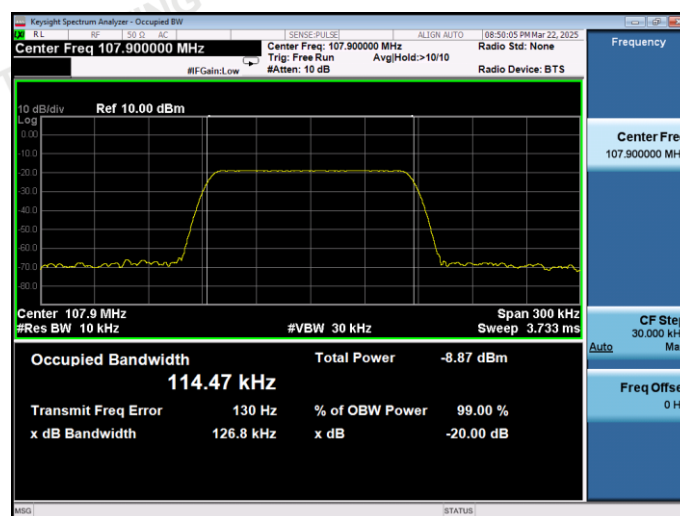 Keysight Spectrum Analyzer - Occupied BW
LXI RL RF 50 Ω AC SENSE:PULSE ALIGN AUTO 08:50:05 PM Mar 22, 2025
Center Freq 107.900000 MHz
Center Freq: 107.900000 MHz
Radio Std: None
Trig: Free Run Avg|Hold:>10/10
#IFGain:Low #Atten: 10 dB Radio Device: BTS
10 dB/div Ref 10.00 dBm
Log
0.00
-10.0
-20.0
-30.0
-40.0
-50.0
-60.0
-70.0
-80.0
Center 107.9 MHz Span 300 kHz
#Res BW 10 kHz #VBW 30 kHz Sweep 3.733 ms
Occupied Bandwidth Total Power -8.87 dBm
114.47 kHz
Transmit Freq Error 130 Hz % of OBW Power 99.00 %
x dB Bandwidth 126.8 kHz x dB -20.00 dB
MSG STATUS
Frequency
Center Fre
107.900000 MH
CF Ste
30.000 kH
Auto Ma
Freq Offse
0 H